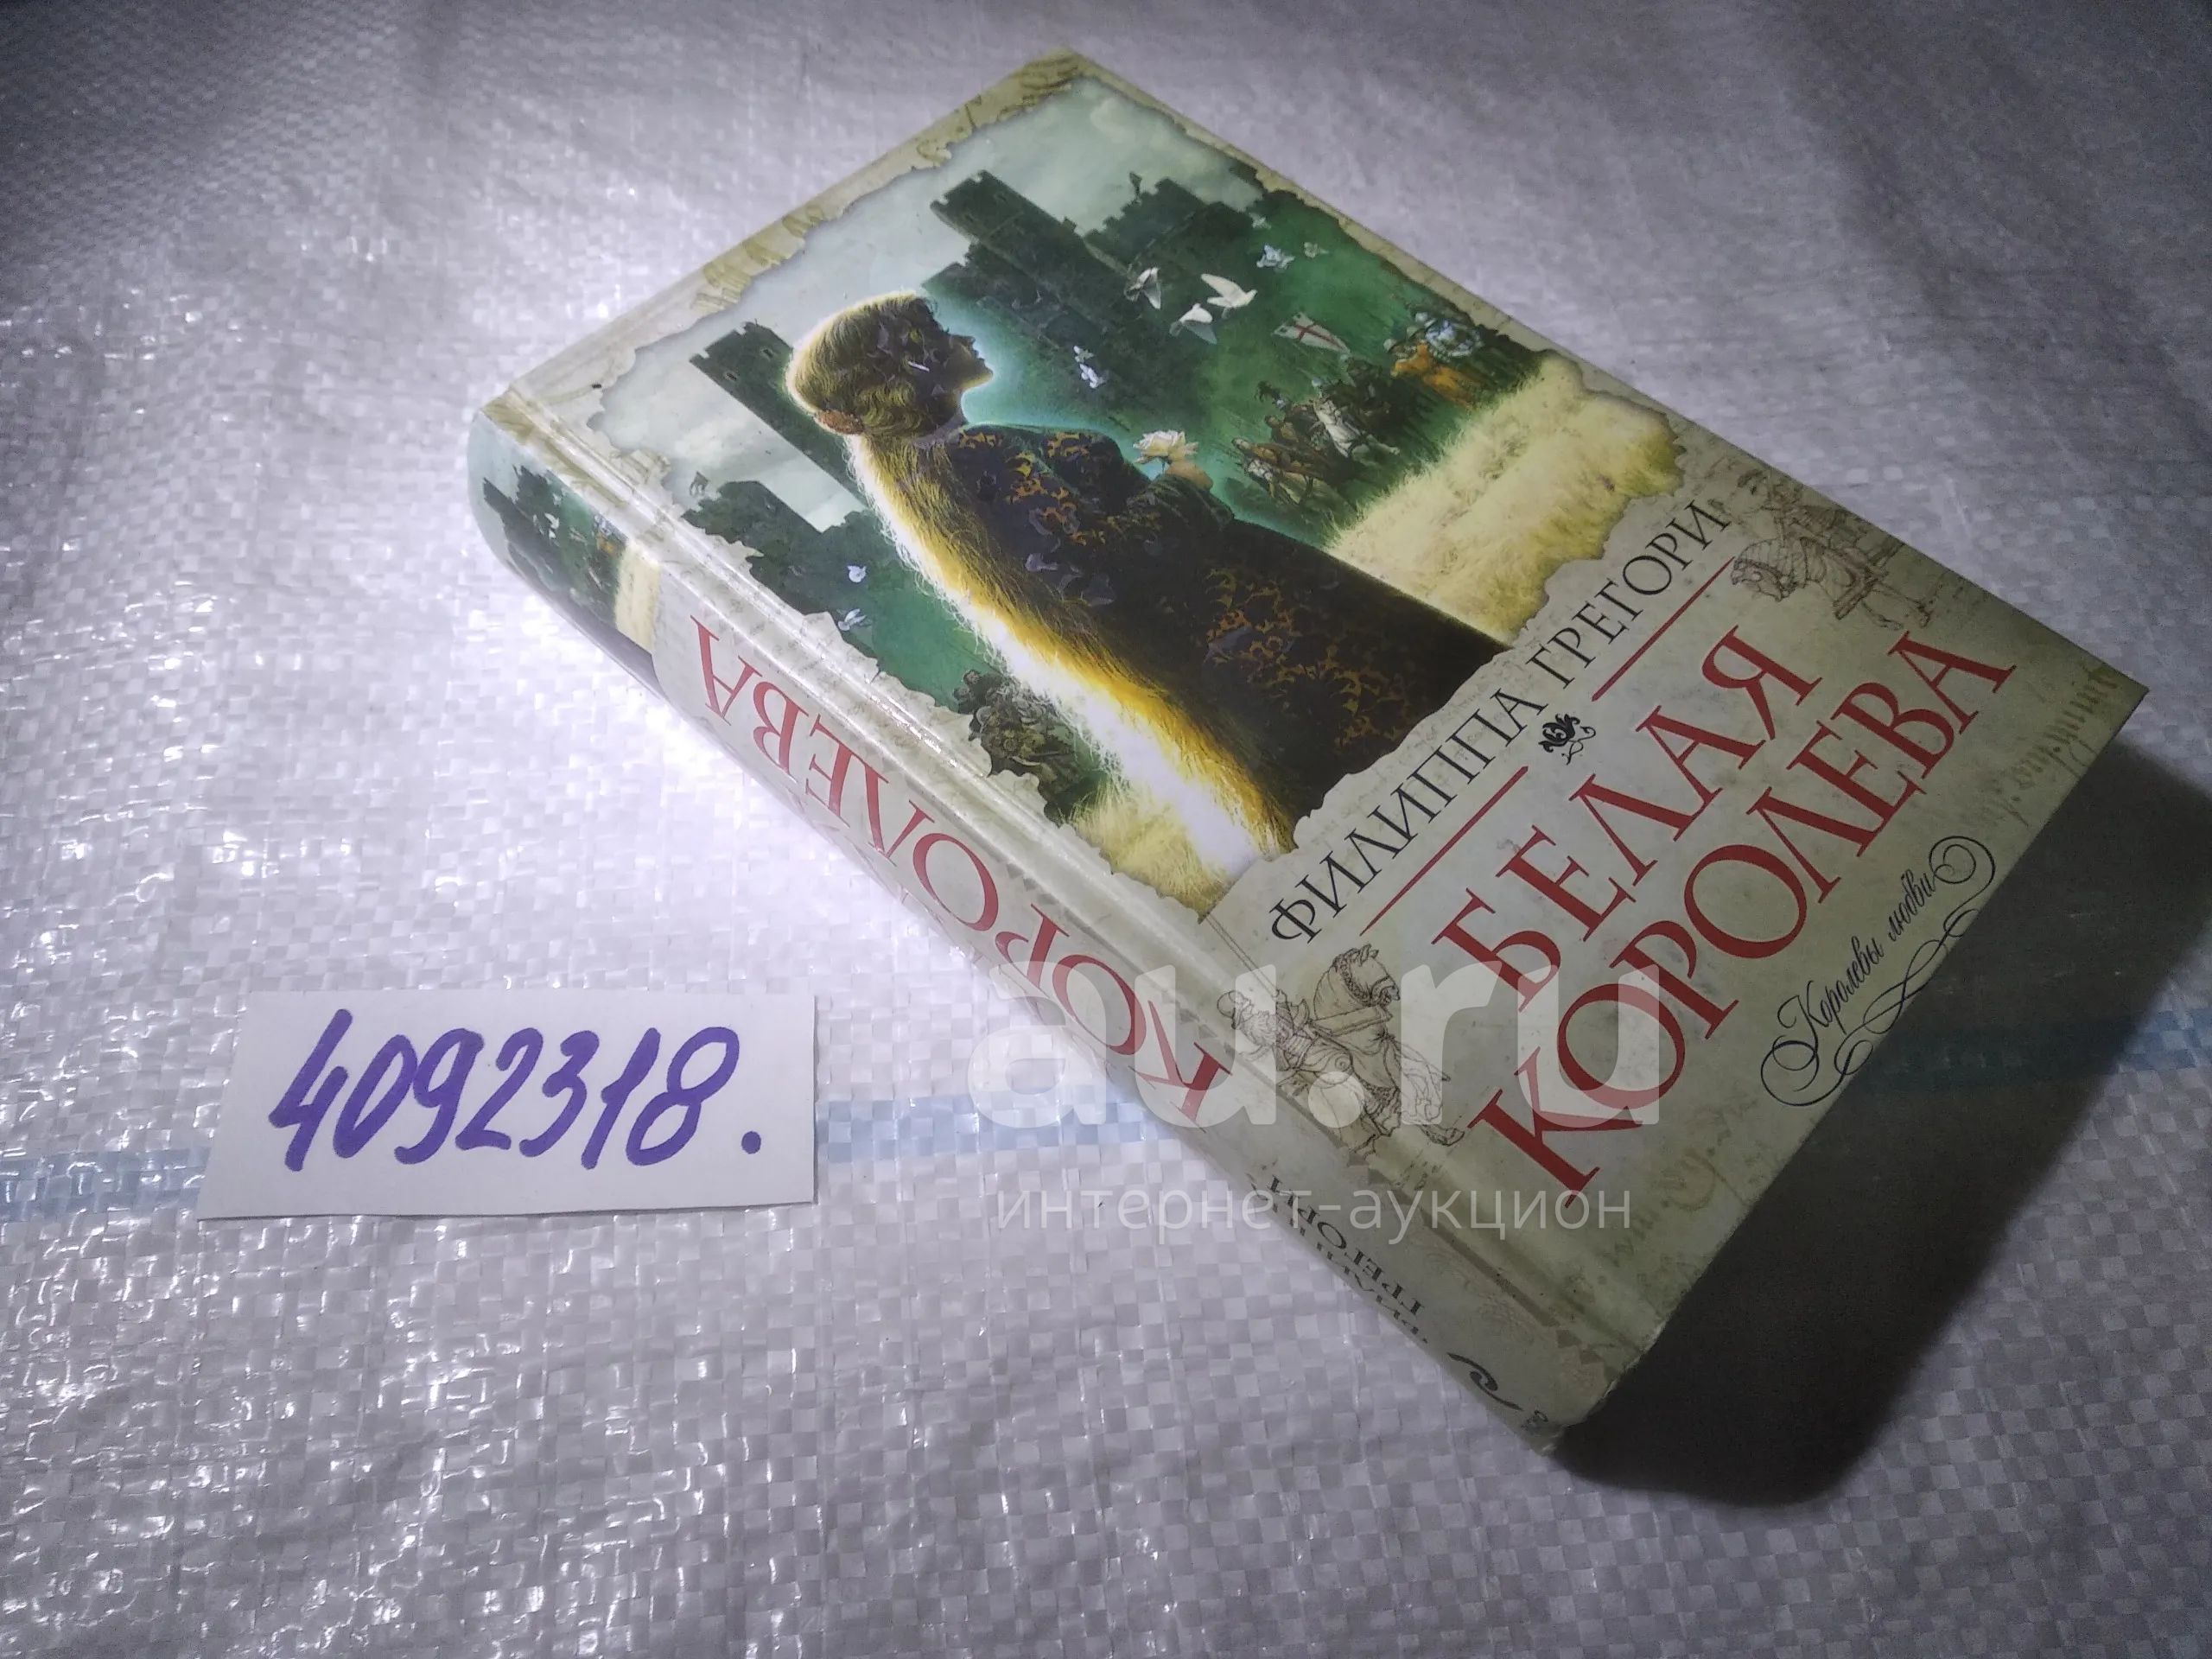 ФИЛИППА ГРЕГОРИ
БЕЛАЯ
КОРОЛЕВА
Королевы любви
КОРОЛЕВА
ГРЕГОРИ
4092318.
au.ru
интернет-аукцион